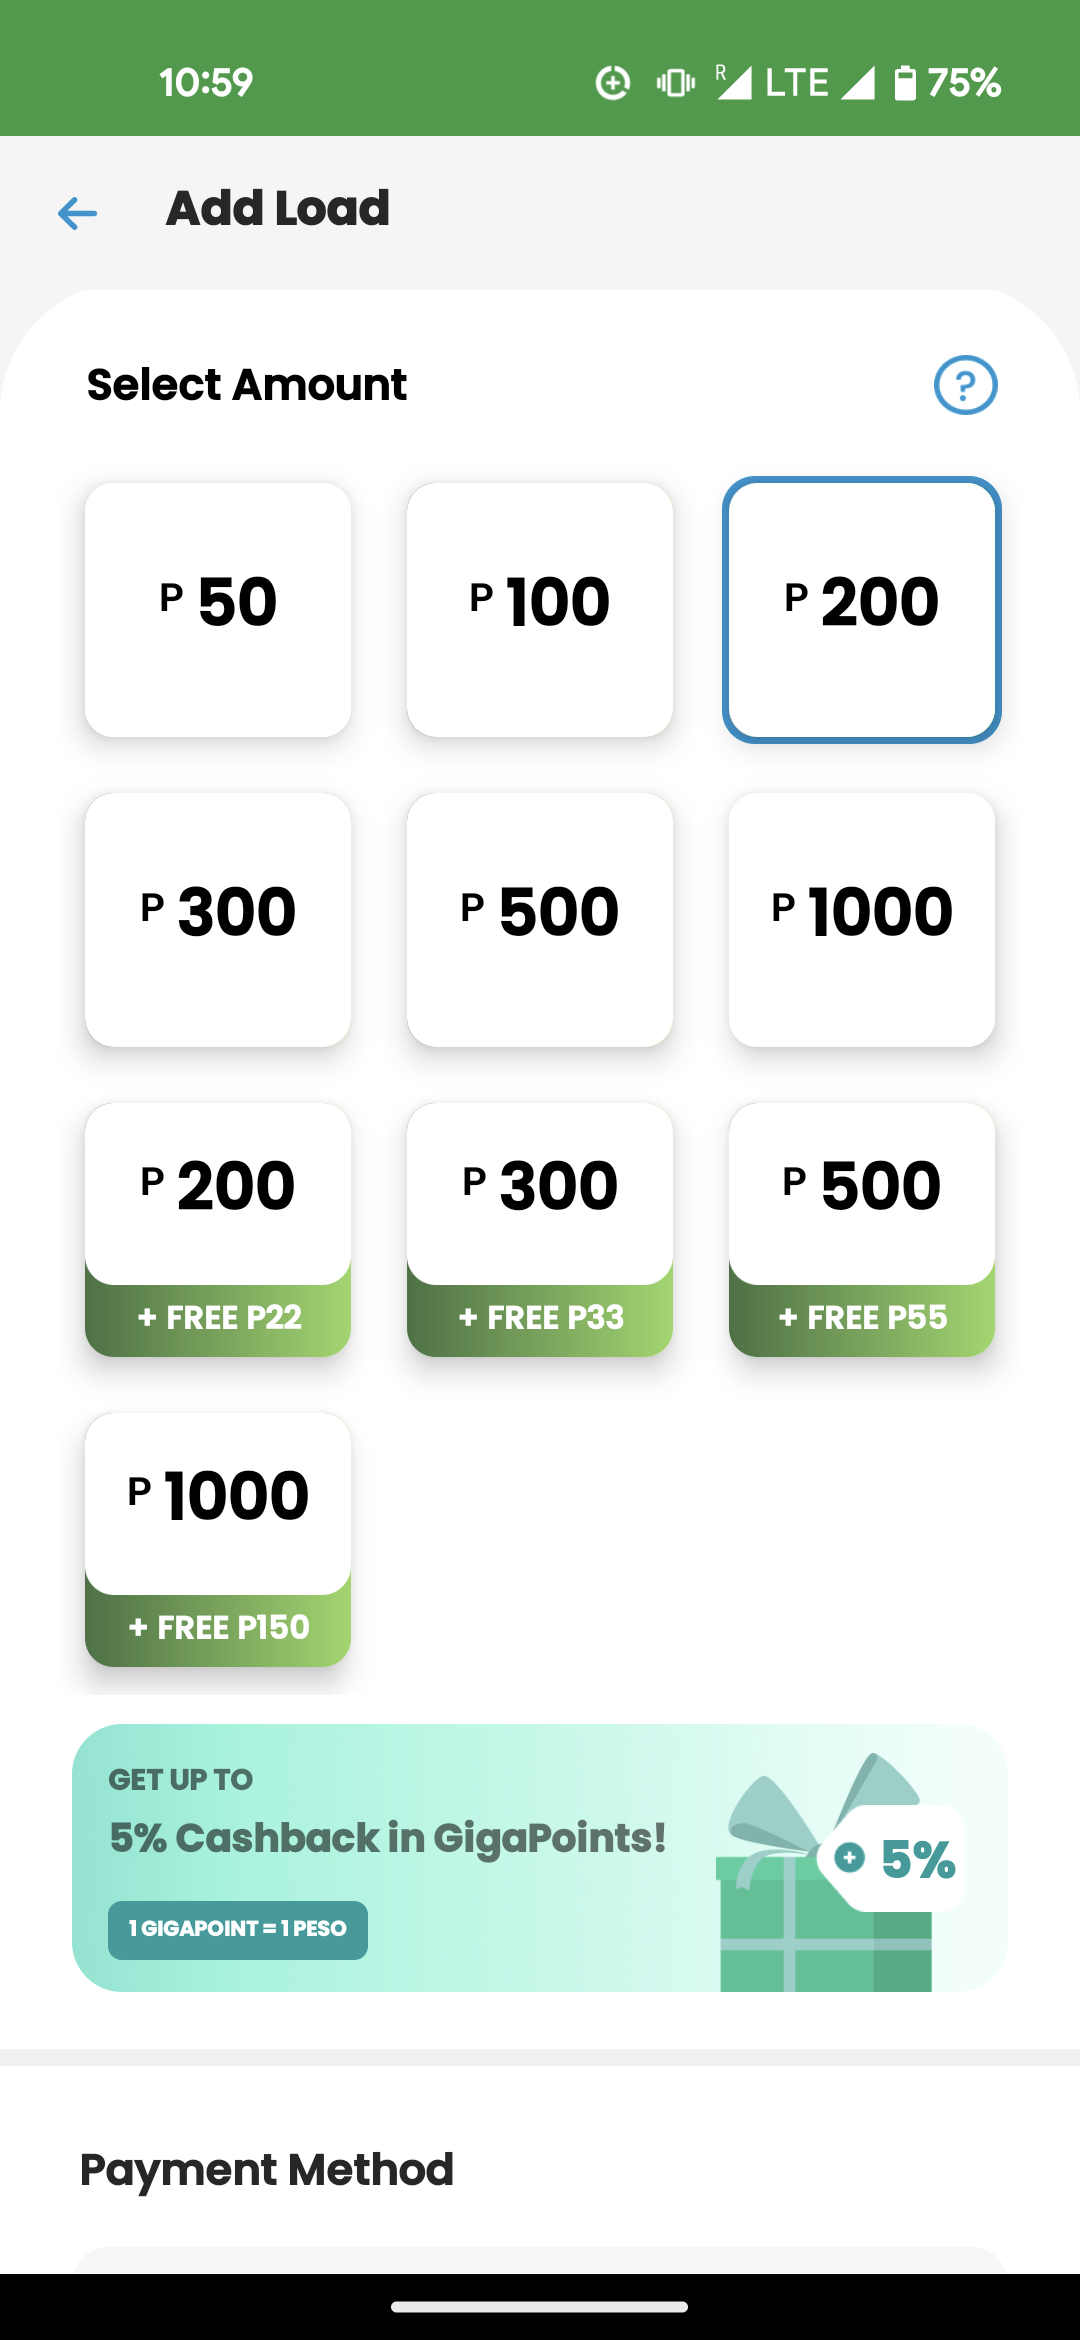 10:59 R LTE 75%
Add Load
Select Amount ?
P 50 P 100 P 200
P 300 P 500 P 1000
P 200 P 300 P 500
+ FREE P22 + FREE P33 + FREE P55
P 1000
+ FREE P150
GET UP TO
5% Cashback in GigaPoints!
+ 5%
1 GIGAPOINT = 1 PESO
Payment Method